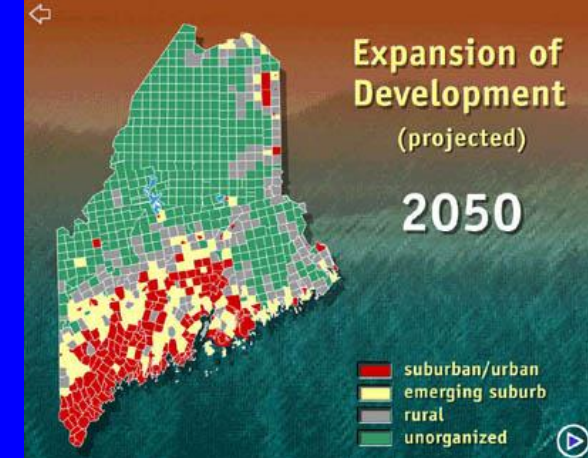 Expansion of
Development
(projected)
2050
suburban/urban
emerging suburb
rural
unorganized